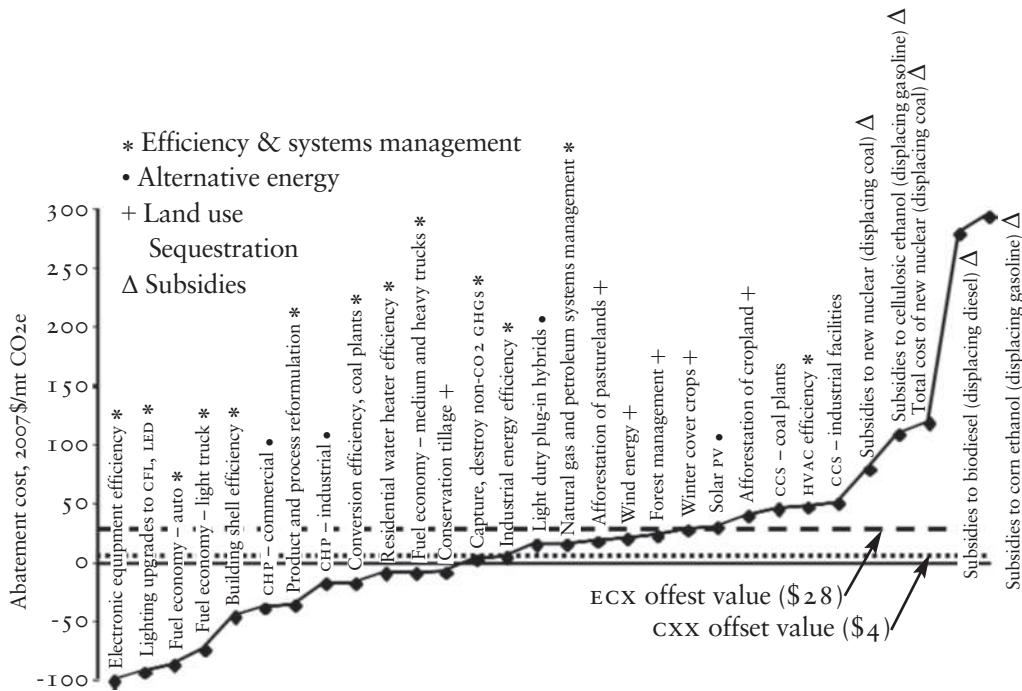 * Efficiency & systems management
• Alternative energy
+ Land use
Sequestration
Δ Subsidies
Abatement cost, 2007$/mt CO2e
300
250
200
150
100
50
0
-50
-100
Electronic equipment efficiency *
Lighting upgrades to CFL, LED *
Fuel economy – auto *
Fuel economy – light truck *
Building shell efficiency *
CHP – commercial •
Product and process reformulation *
CHP – industrial •
Conversion efficiency, coal plants *
Residential water heater efficiency *
Fuel economy – medium and heavy trucks *
Conservation tillage +
Capture, destroy non-CO2 GHGs *
Industrial energy efficiency *
Light duty plug-in hybrids •
Natural gas and petroleum systems management *
Afforestation of pasturelands +
Wind energy +
Forest management +
Winter cover crops +
Solar PV •
Afforestation of cropland +
CCS – coal plants
HVAC efficiency *
CCS – industrial facilities
Subsidies to new nuclear (displacing coal) Δ
Subsidies to cellulosic ethanol (displacing gasoline) Δ
Total cost of new nuclear (displacing coal) Δ
Subsidies to biodiesel (displacing diesel) Δ
Subsidies to corn ethanol (displacing gasoline) Δ
ECX offest value ($28)
CXX offset value ($4)